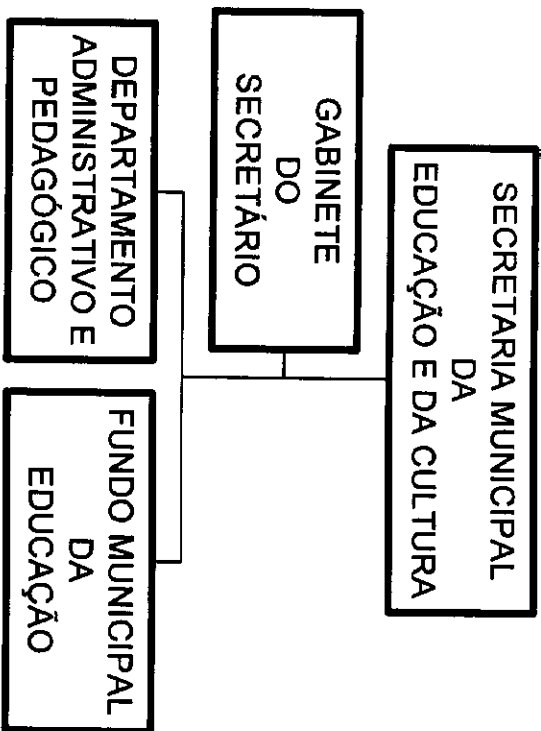 SECRETARIA MUNICIPAL
DA
EDUCAÇÃO E DA CULTURA
GABINETE
DO
SECRETÁRIO
DEPARTAMENTO
ADMINISTRATIVO E
PEDAGÓGICO
FUNDO MUNICIPAL
DA
EDUCAÇÃO